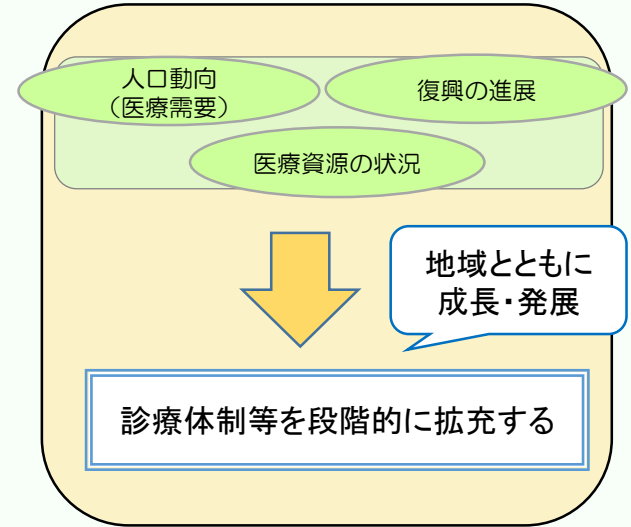 人口動向
（医療需要）
復興の進展
医療資源の状況
地域とともに
成長・発展
診療体制等を段階的に拡充する